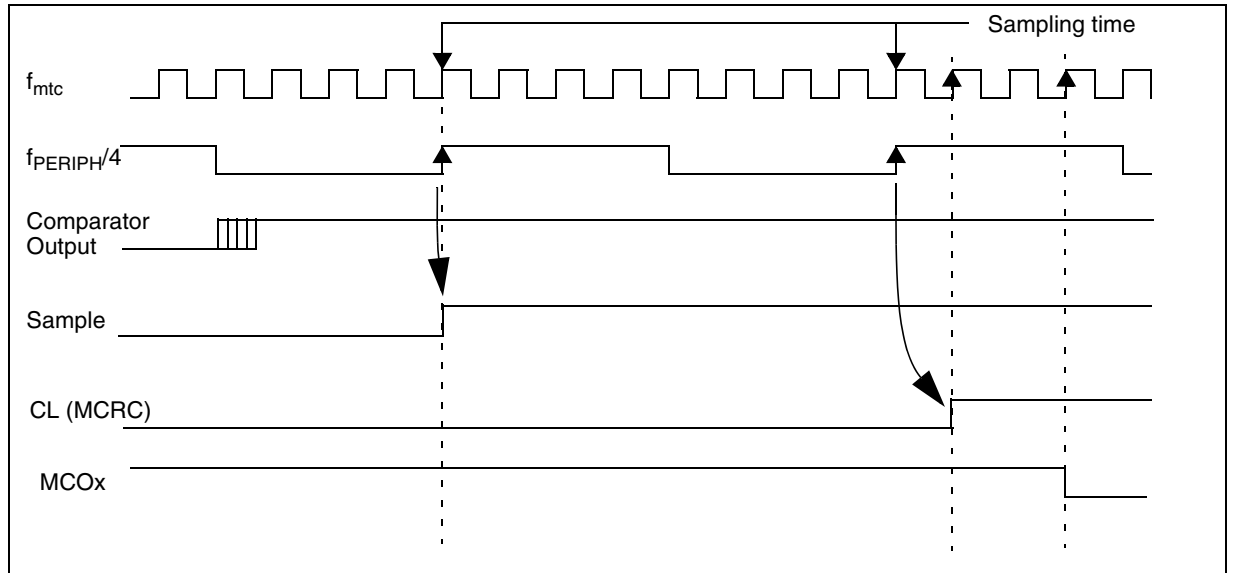 Sampling time
fmtc
fPERIPH/4
Comparator
Output
Sample
CL (MCRC)
MCOx